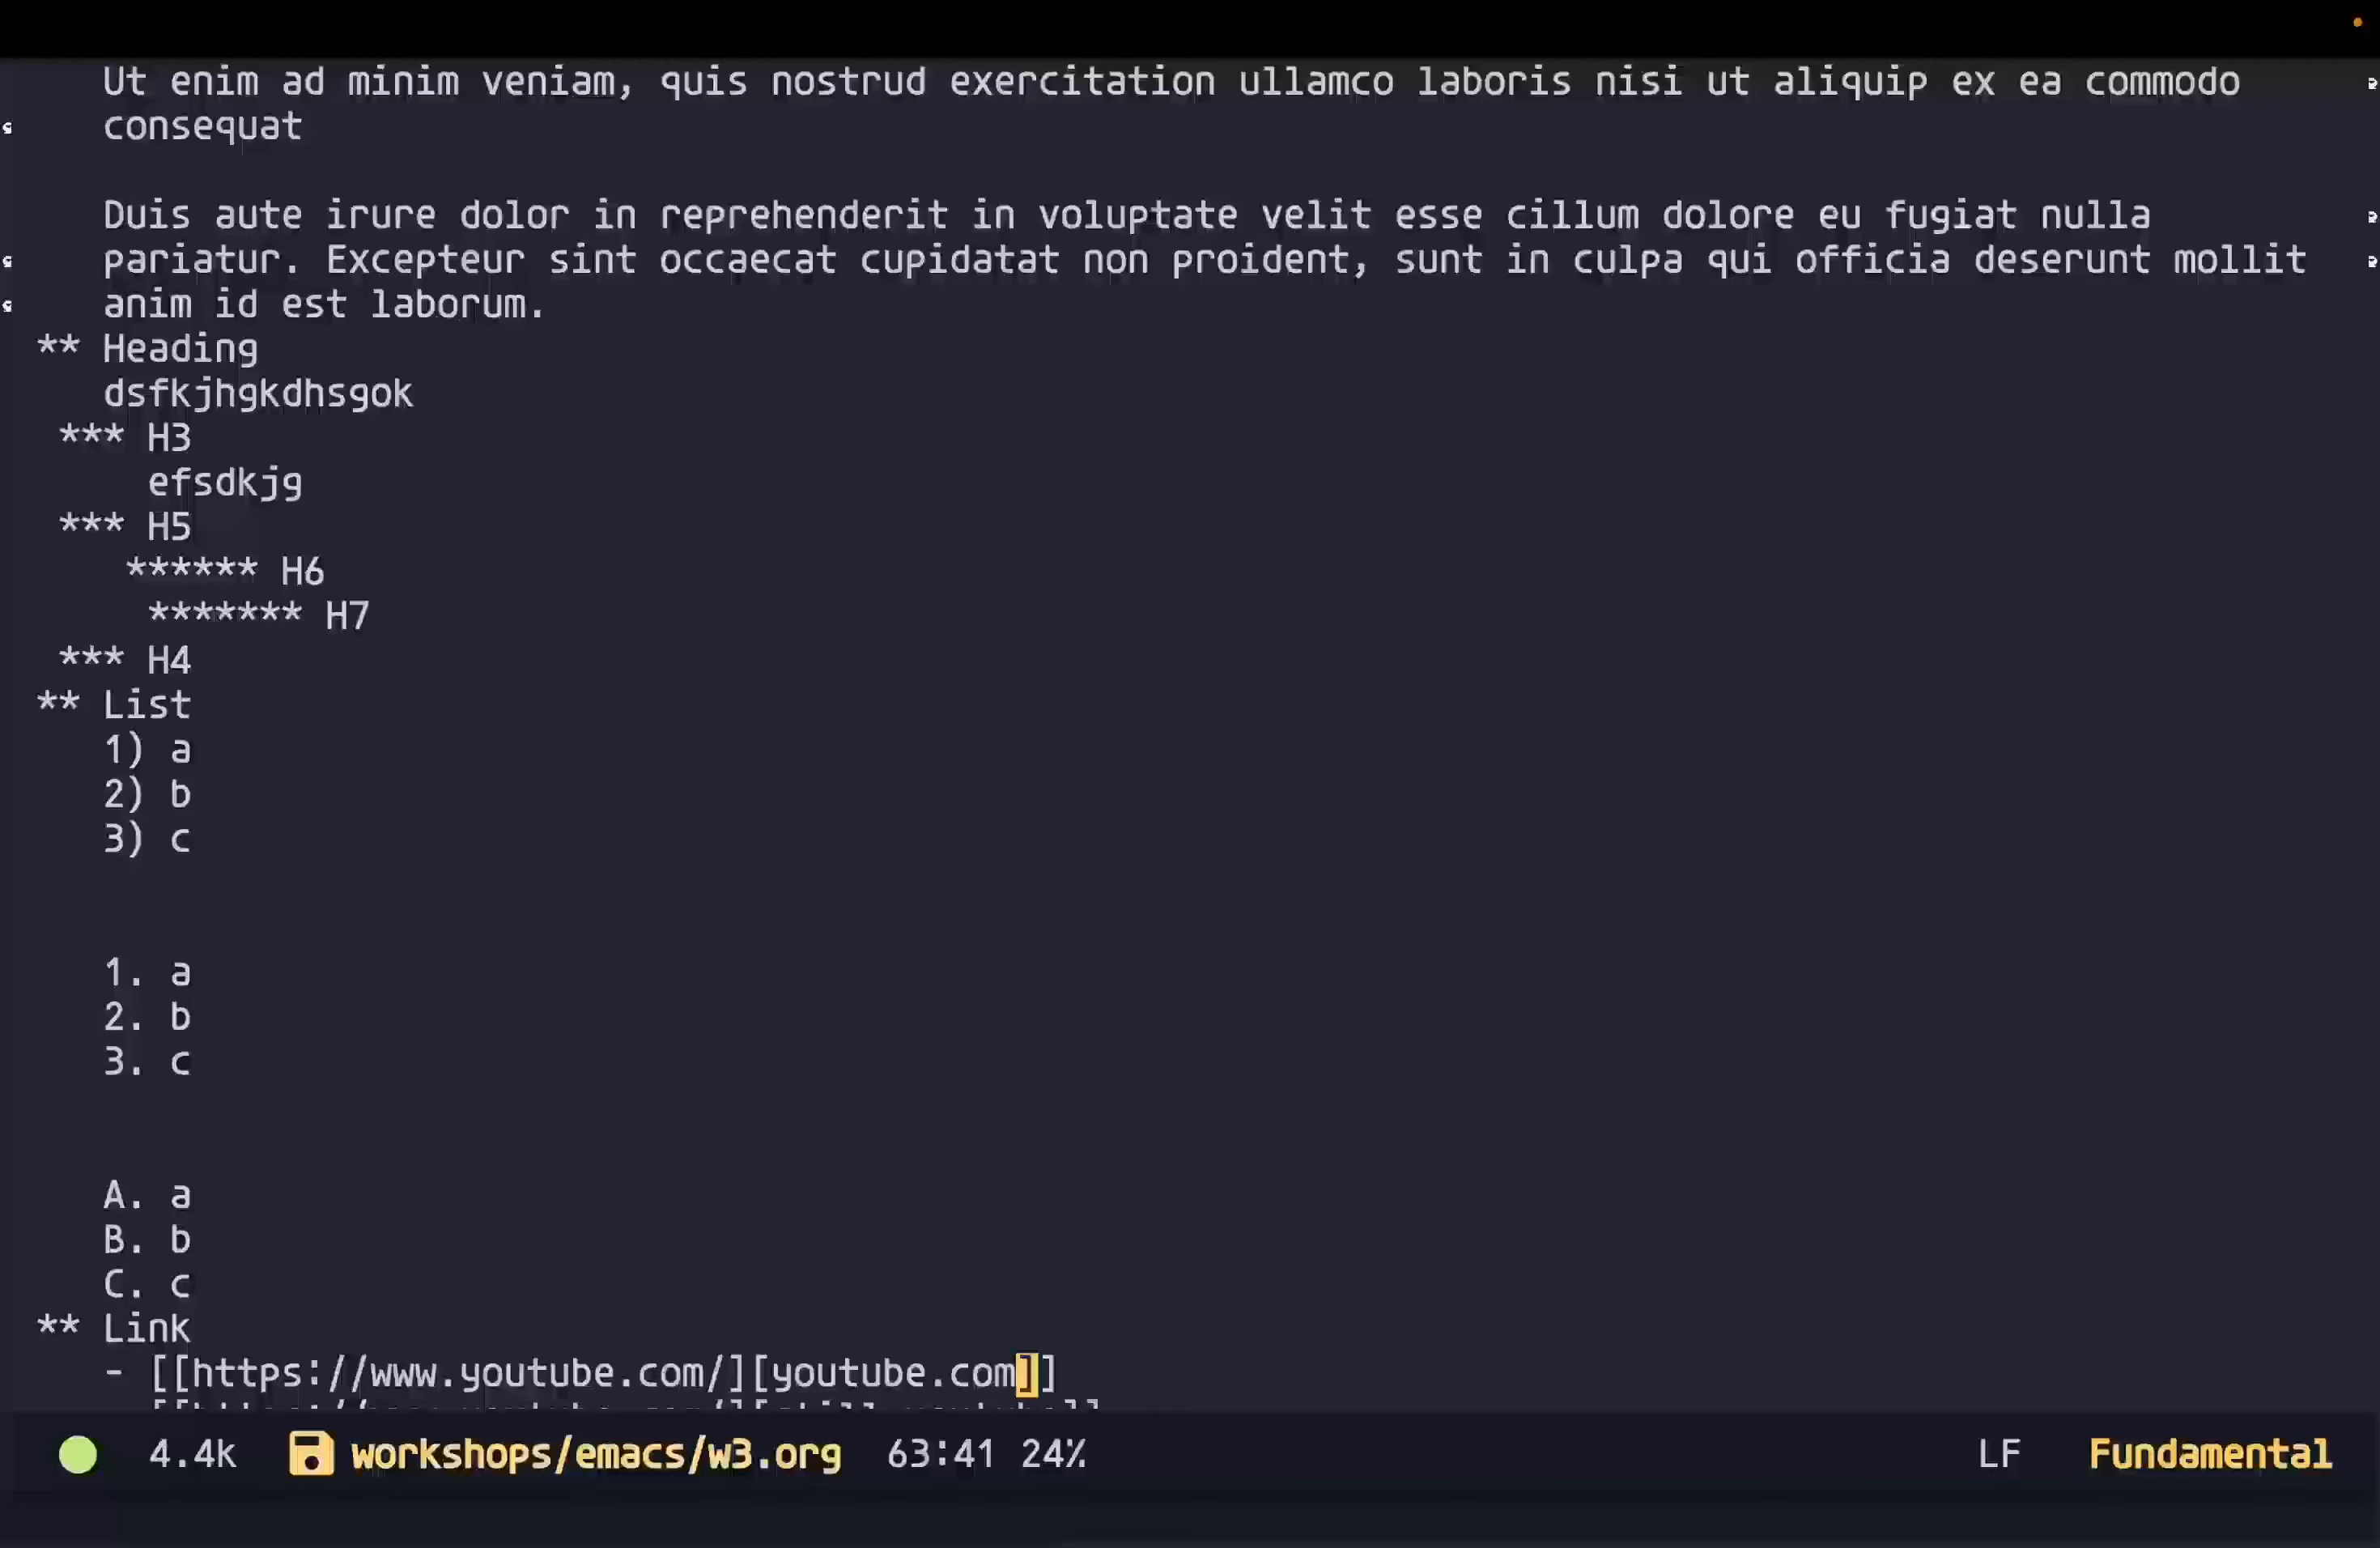 Ut enim ad minim veniam, quis nostrud exercitation ullamco laboris nisi ut aliquip ex ea commodo
consequat
Duis aute irure dolor in reprehenderit in voluptate velit esse cillum dolore eu fugiat nulla
pariatur. Excepteur sint occaecat cupidatat non proident, sunt in culpa qui officia deserunt mollit
anim id est laborum.
** Heading
dsfkjhgkdhsgok
*** H3
efsdkjg
*** H5
****** H6
******* H7
*** H4
** List
1) a
2) b
3) c
1. a
2. b
3. c
A. a
B. b
C. c
** Link
- [[https://www.youtube.com/][youtube.com]]
4.4k workshops/emacs/w3.org 63:41 24% LF Fundamental